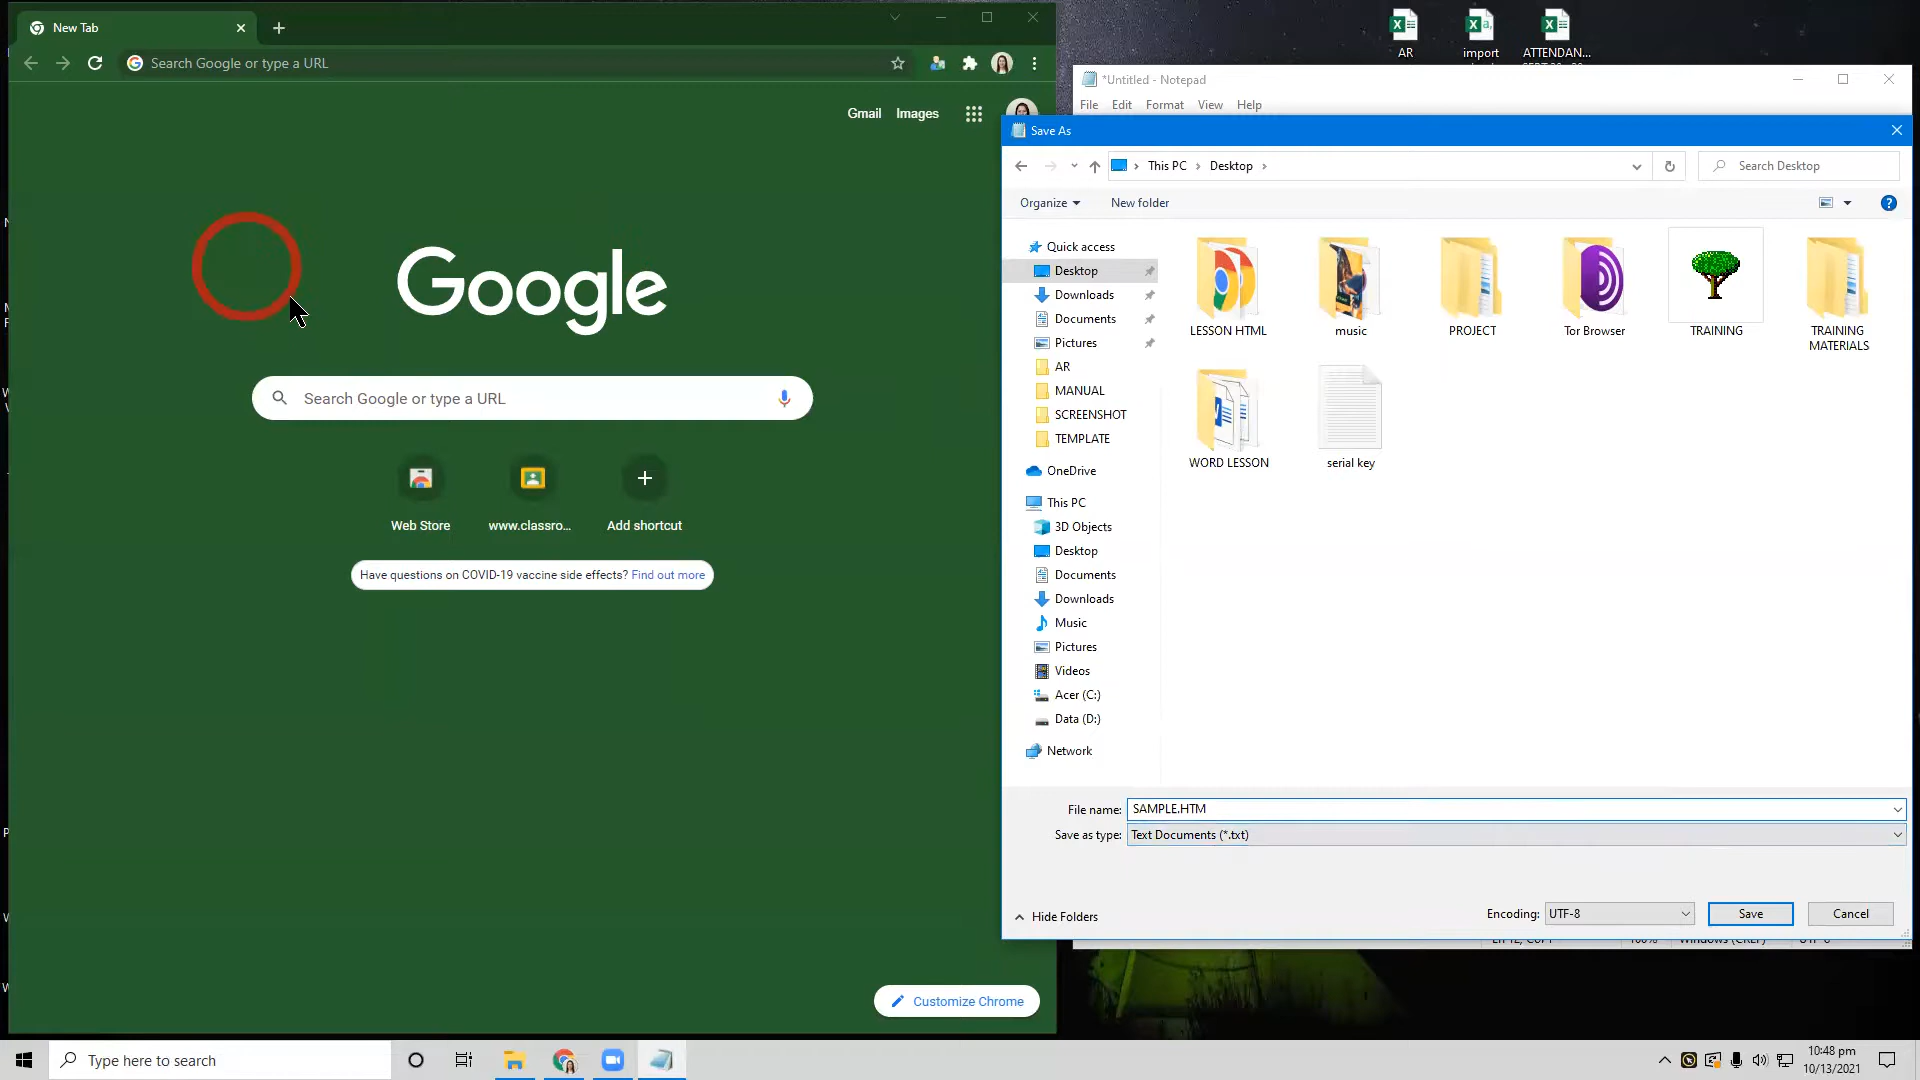 New Tab
Search Google or type a URL
Gmail Images
Google
Search Google or type a URL
Web Store
www.classro...
Add shortcut
Have questions on COVID-19 vaccine side effects? Find out more
Customize Chrome
AR
import
ATTENDAN...
*Untitled - Notepad
File Edit Format View Help
Save As
This PC > Desktop >
Search Desktop
Organize
New folder
Quick access
Desktop
Downloads
Documents
Pictures
AR
MANUAL
SCREENSHOT
TEMPLATE
OneDrive
This PC
3D Objects
Desktop
Documents
Downloads
Music
Pictures
Videos
Acer (C:)
Data (D:)
Network
LESSON HTML
music
PROJECT
Tor Browser
TRAINING
TRAINING
MATERIALS
WORD LESSON
serial key
File name: SAMPLE.HTM
Save as type: Text Documents (*.txt)
Hide Folders
Encoding: UTF-8
Save
Cancel
Type here to search
10:48 pm
10/13/2021